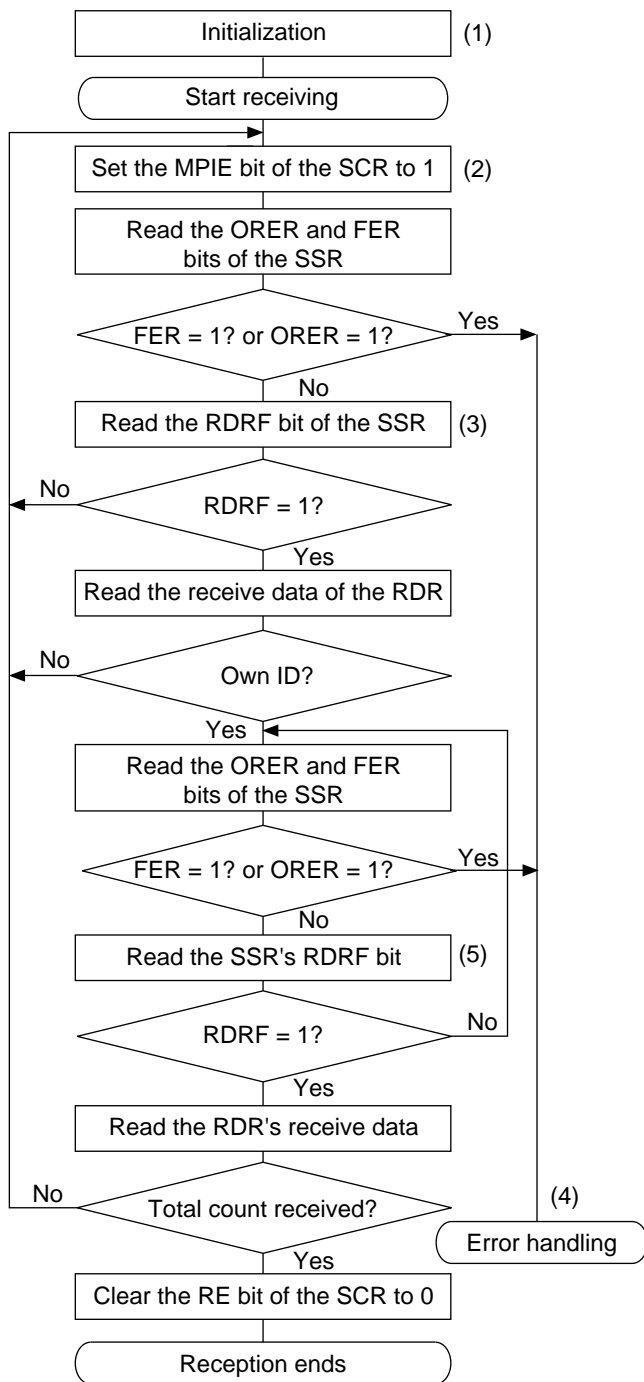 Initialization
(1)
Start receiving
Set the MPIE bit of the SCR to 1
(2)
Read the ORER and FER
bits of the SSR
FER = 1? or ORER = 1?
Yes
No
Read the RDRF bit of the SSR
(3)
No
RDRF = 1?
Yes
Read the receive data of the RDR
No
Own ID?
Yes
Read the ORER and FER
bits of the SSR
FER = 1? or ORER = 1?
Yes
No
Read the SSR's RDRF bit
(5)
RDRF = 1?
No
Yes
Read the RDR's receive data
No
Total count received?
(4)
Error handling
Yes
Clear the RE bit of the SCR to 0
Reception ends